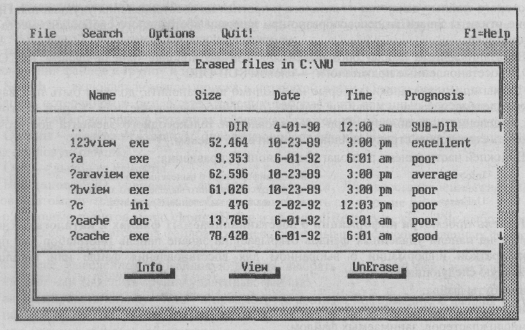 File Search Options Quit! F1=Help
Erased files in C:\NU
Name Size Date Time Prognosis
.. DIR 4-01-90 12:00 am SUB-DIR
123view exe 52,464 10-23-89 3:00 pm excellent
?a exe 9,353 6-01-92 6:01 am poor
?araview exe 62,596 10-23-89 3:00 pm average
?bview exe 61,026 10-23-89 3:00 pm poor
?c ini 476 2-02-92 12:03 pm poor
?cache doc 13,785 6-01-92 6:01 am poor
?cache exe 78,420 6-01-92 6:01 am good
Info View UnErase